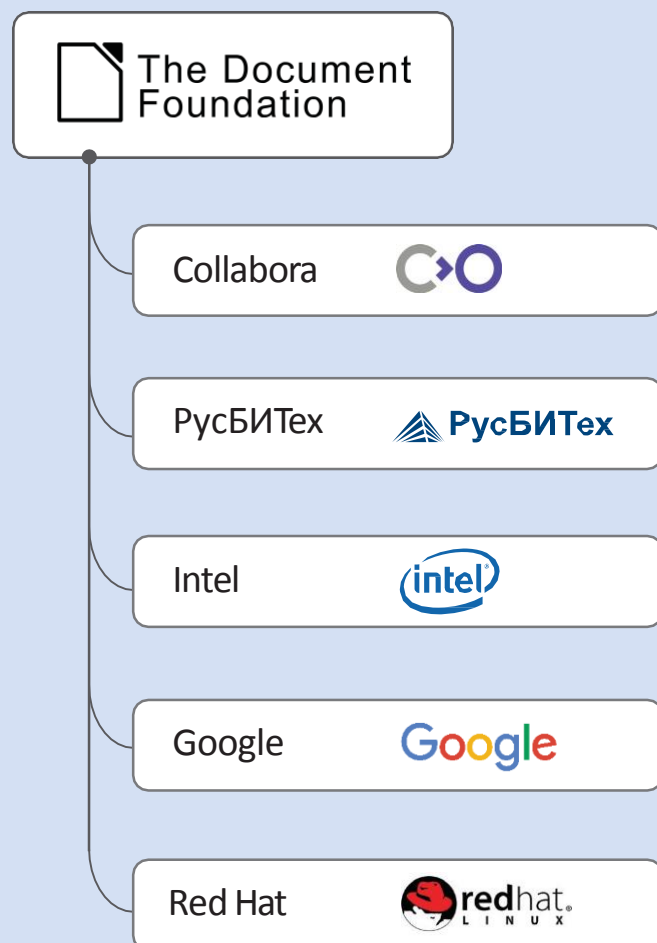 The Document
Foundation
Collabora
РусБИТех
РусБИТех
Intel
intel
Google
Google
Red Hat
redhat.
LINUX